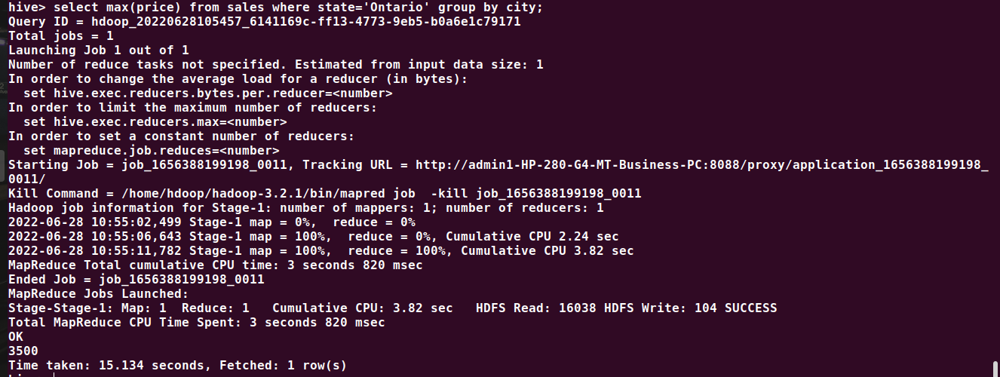 hive> select max(price) from sales where state='Ontario' group by city;
Query ID = hdoop_20220628105457_6141169c-ff13-4773-9eb5-b0a6e1c79171
Total jobs = 1
Launching Job 1 out of 1
Number of reduce tasks not specified. Estimated from input data size: 1
In order to change the average load for a reducer (in bytes):
  set hive.exec.reducers.bytes.per.reducer=<number>
In order to limit the maximum number of reducers:
  set hive.exec.reducers.max=<number>
In order to set a constant number of reducers:
  set mapreduce.job.reduces=<number>
Starting Job = job_1656388199198_0011, Tracking URL = http://admin1-HP-280-G4-MT-Business-PC:8088/proxy/application_1656388199198_
0011/
Kill Command = /home/hdoop/hadoop-3.2.1/bin/mapred job  -kill job_1656388199198_0011
Hadoop job information for Stage-1: number of mappers: 1; number of reducers: 1
2022-06-28 10:55:02,499 Stage-1 map = 0%,  reduce = 0%
2022-06-28 10:55:06,643 Stage-1 map = 100%,  reduce = 0%, Cumulative CPU 2.24 sec
2022-06-28 10:55:11,782 Stage-1 map = 100%,  reduce = 100%, Cumulative CPU 3.82 sec
MapReduce Total cumulative CPU time: 3 seconds 820 msec
Ended Job = job_1656388199198_0011
MapReduce Jobs Launched:
Stage-Stage-1: Map: 1  Reduce: 1   Cumulative CPU: 3.82 sec   HDFS Read: 16038 HDFS Write: 104 SUCCESS
Total MapReduce CPU Time Spent: 3 seconds 820 msec
OK
3500
Time taken: 15.134 seconds, Fetched: 1 row(s)